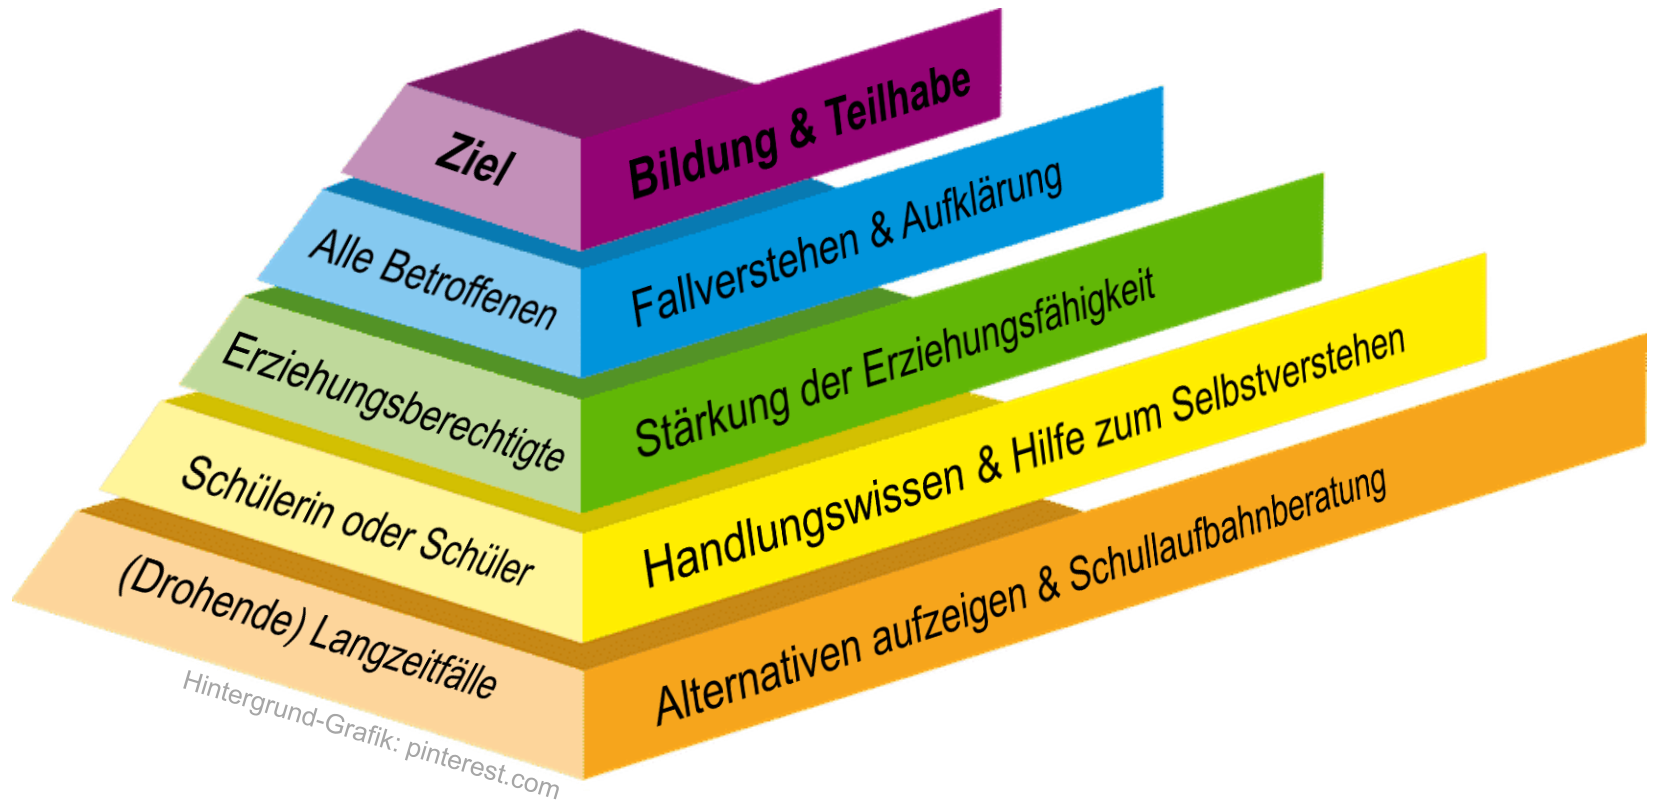 Ziel
Bildung & Teilhabe
Alle Betroffenen
Fallverstehen & Aufklärung
Erziehungsberechtigte
Stärkung der Erziehungsfähigkeit
Schülerin oder Schüler
Handlungswissen & Hilfe zum Selbstverstehen
(Drohende) Langzeitfälle
Alternativen aufzeigen & Schullaufbahnberatung
Hintergrund-Grafik: pinterest.com